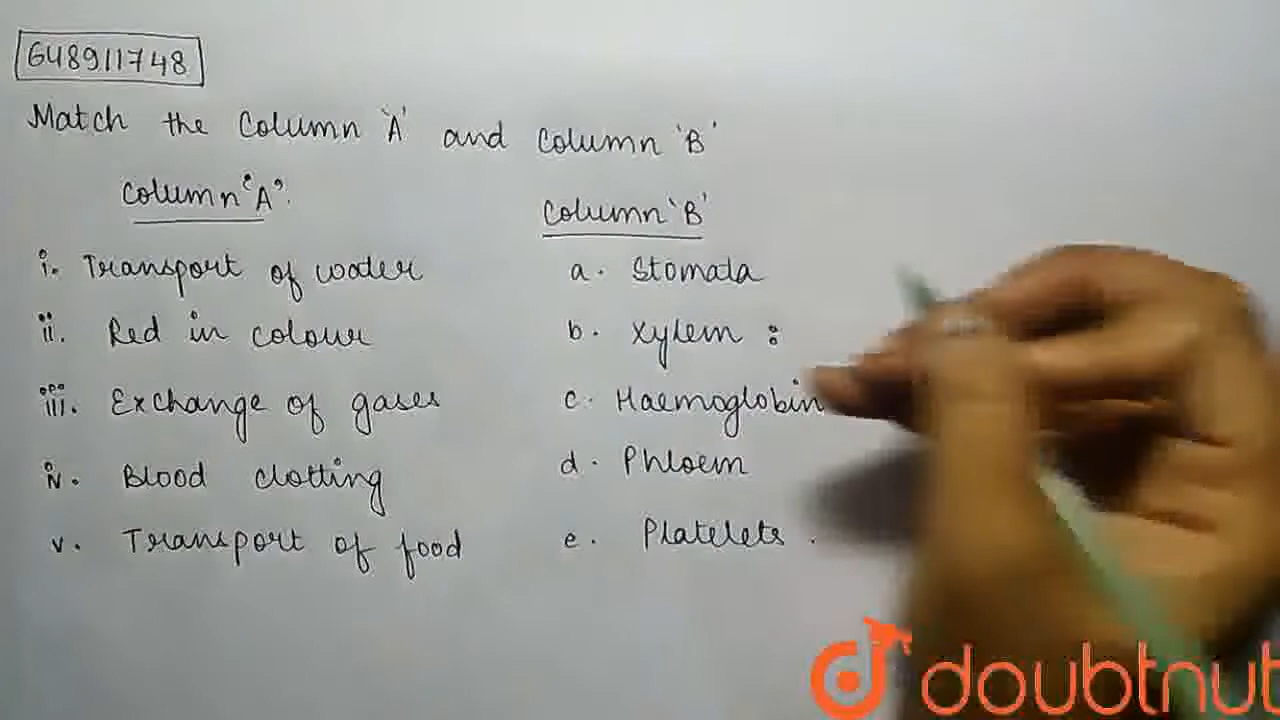 648911748
Match the Column 'A' and Column 'B'
Column 'A'.
Column 'B'
i. Transport of water
a. Stomata
ii. Red in colour
b. Xylem :
iii. Exchange of gases
c. Haemoglobin
iv. Blood clotting
d. Phloem
v. Transport of food
e. Platelets .
doubtnut